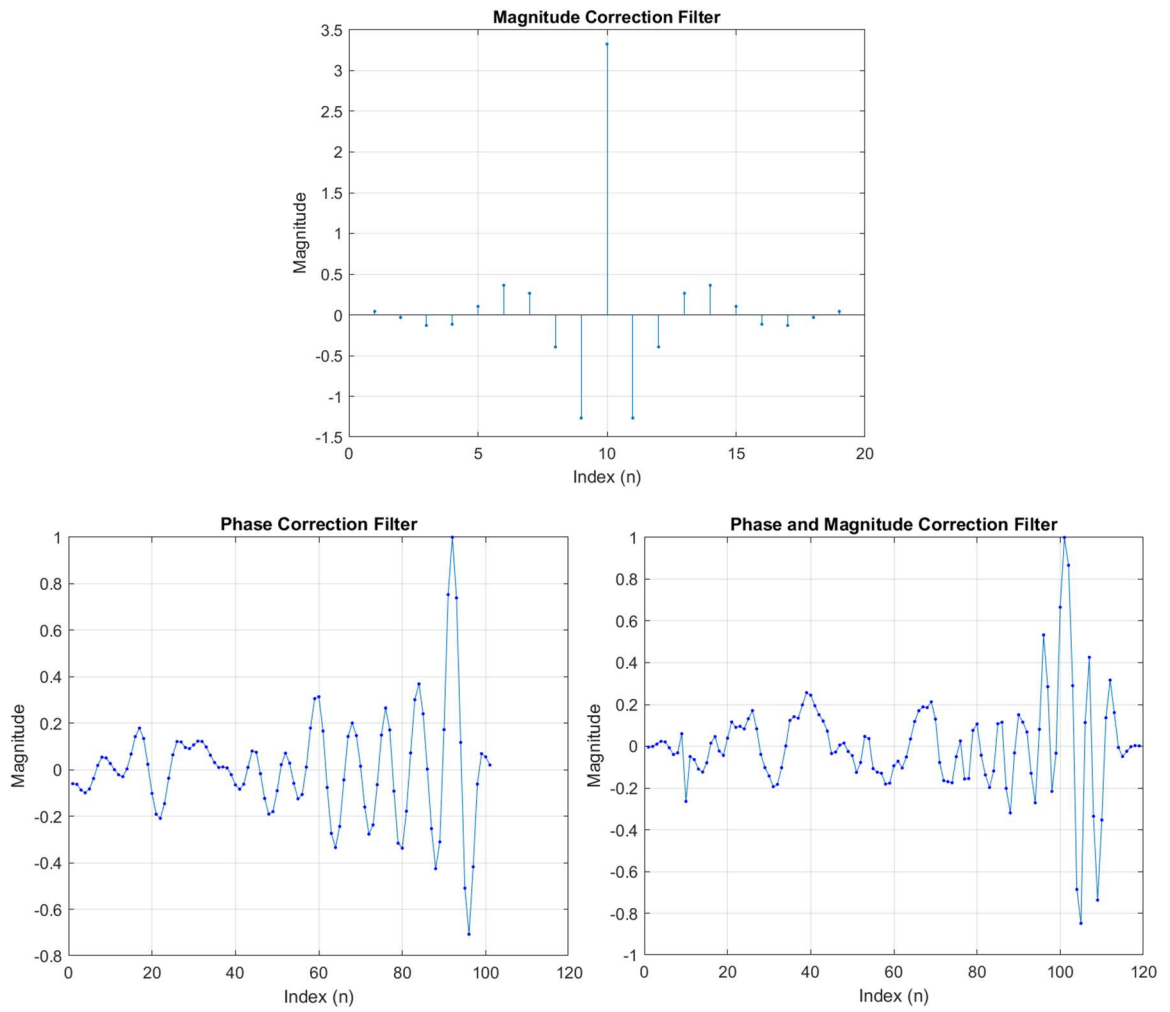 Magnitude Correction Filter
3.5
3
2.5
2
1.5
1
0.5
0
-0.5
-1
-1.5
Magnitude
0 5 10 15 20
Index (n)
Phase Correction Filter
1
0.8
0.6
0.4
0.2
0
-0.2
-0.4
-0.6
-0.8
Magnitude
0 20 40 60 80 100 120
Index (n)
Phase and Magnitude Correction Filter
1
0.8
0.6
0.4
0.2
0
-0.2
-0.4
-0.6
-0.8
-1
Magnitude
0 20 40 60 80 100 120
Index (n)